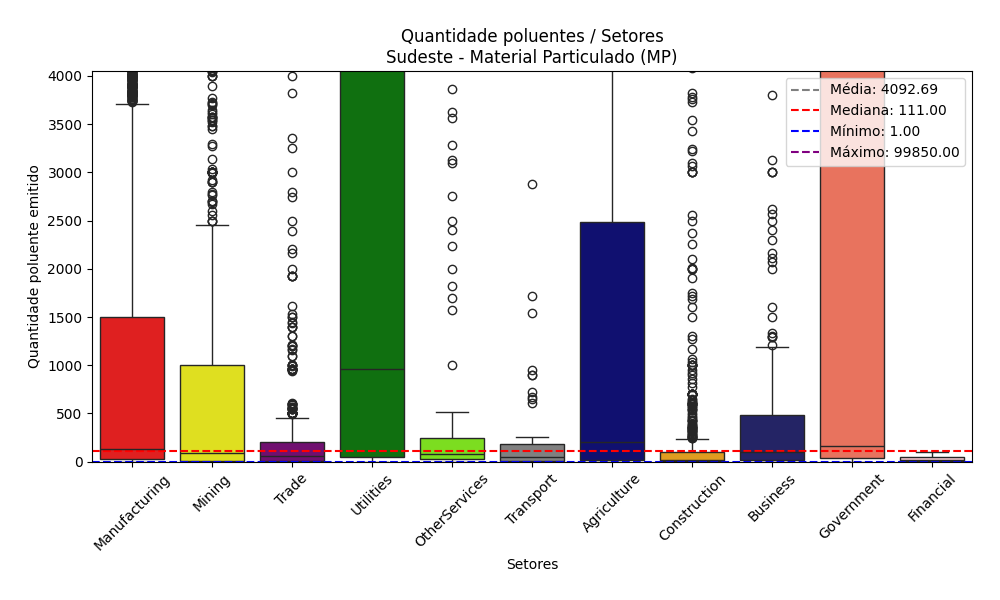 Quantidade poluentes / Setores
Sudeste - Material Particulado (MP)
Quantidade poluente emitido
4000
3500
3000
2500
2000
1500
1000
500
0
Média: 4092.69
Mediana: 111.00
Mínimo: 1.00
Máximo: 99850.00
Manufacturing
Mining
Trade
Utilities
OtherServices
Transport
Agriculture
Construction
Business
Government
Financial
Setores